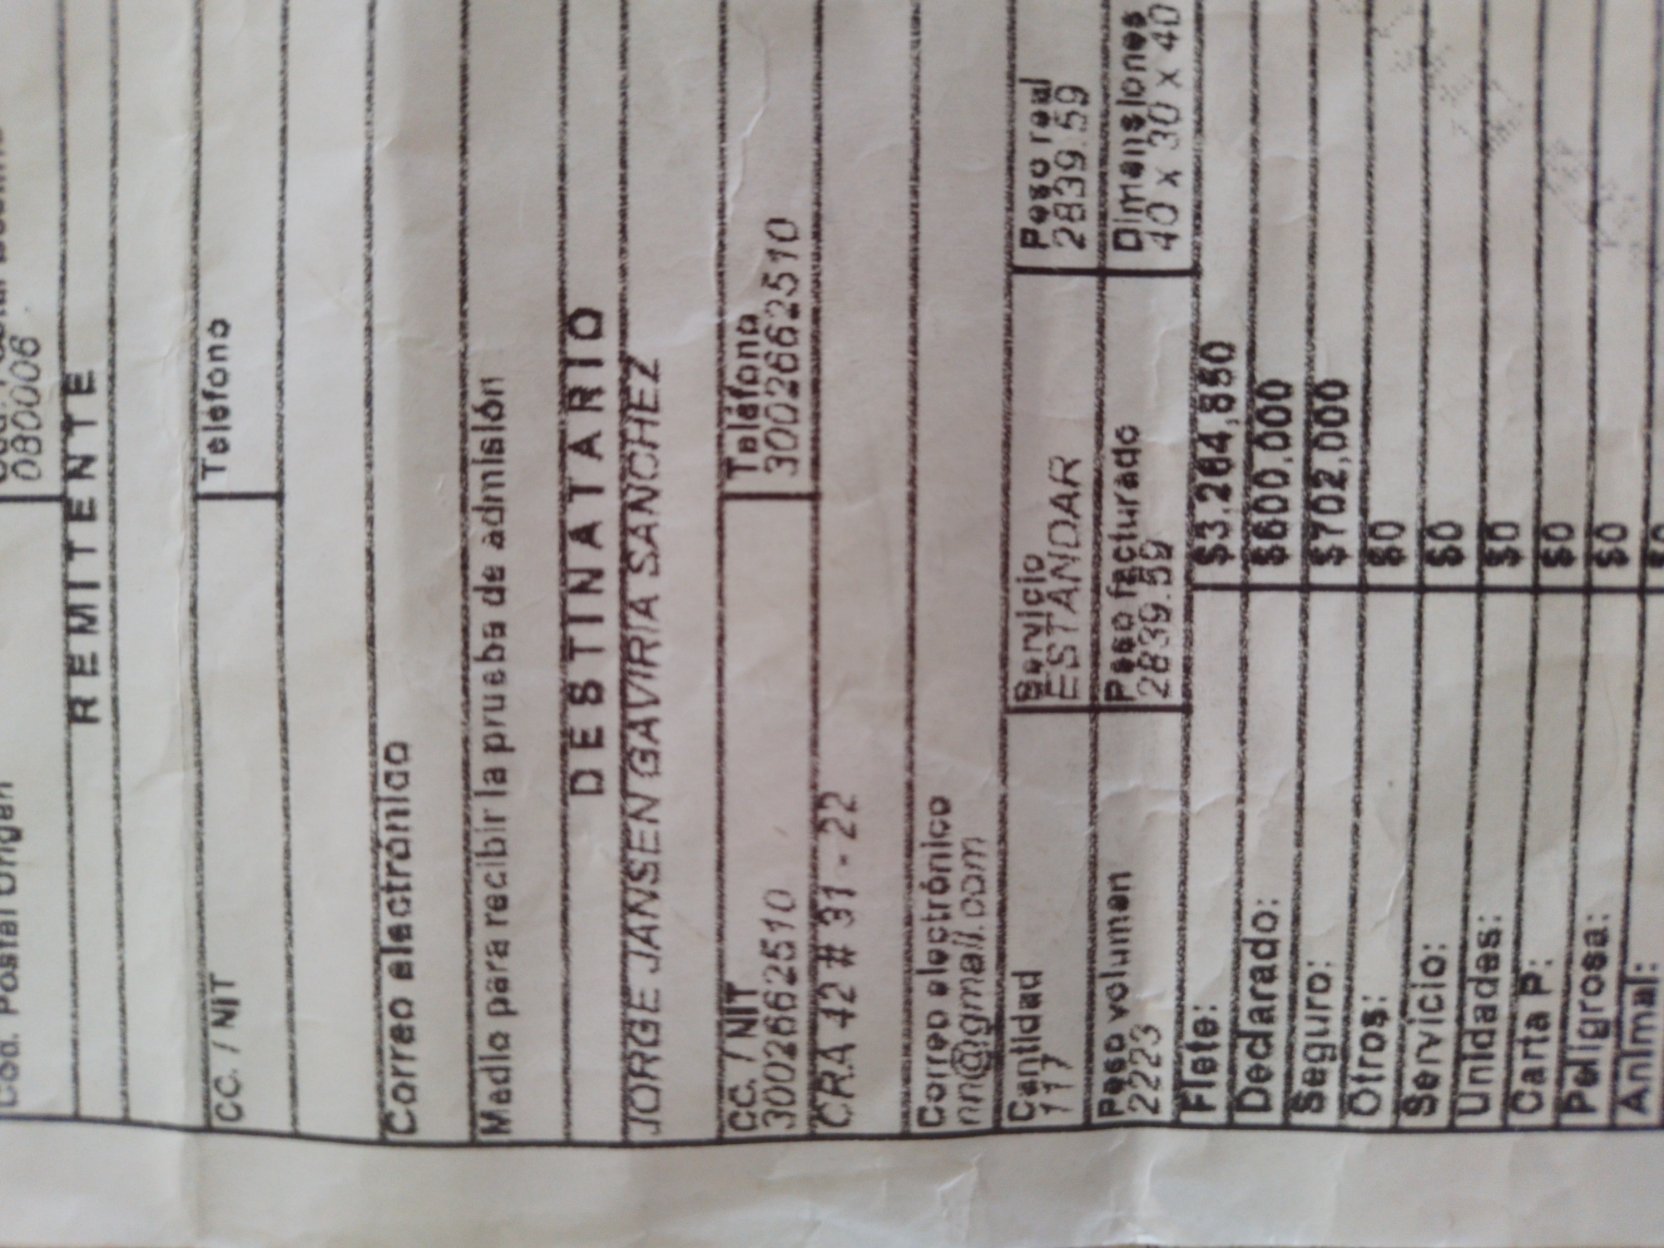 Cod. Postal Origen
080006
REMITENTE
CC. / NIT Teléfono
Correo electrónico
Medio para recibir la prueba de admisión
DESTINATARIO
JORGE JANSEN GAVIRIA SANCHEZ
CC. / NIT Teléfono
3002662510 3002662510
CRA 42 # 31 - 22
Correo electrónico
nn@gmail.com
Cantidad Servicio Peso real
117 ESTANDAR 2839.59
Peso volumen Peso facturado Dimensiones
2223 2839.59 40 x 30 x 40
Flete: $3,264,850
Declarado: $600,000
Seguro: $702,000
Otros: $0
Servicio: $0
Unidades: $0
Carta P: $0
Peligrosa: $0
Animal: $0